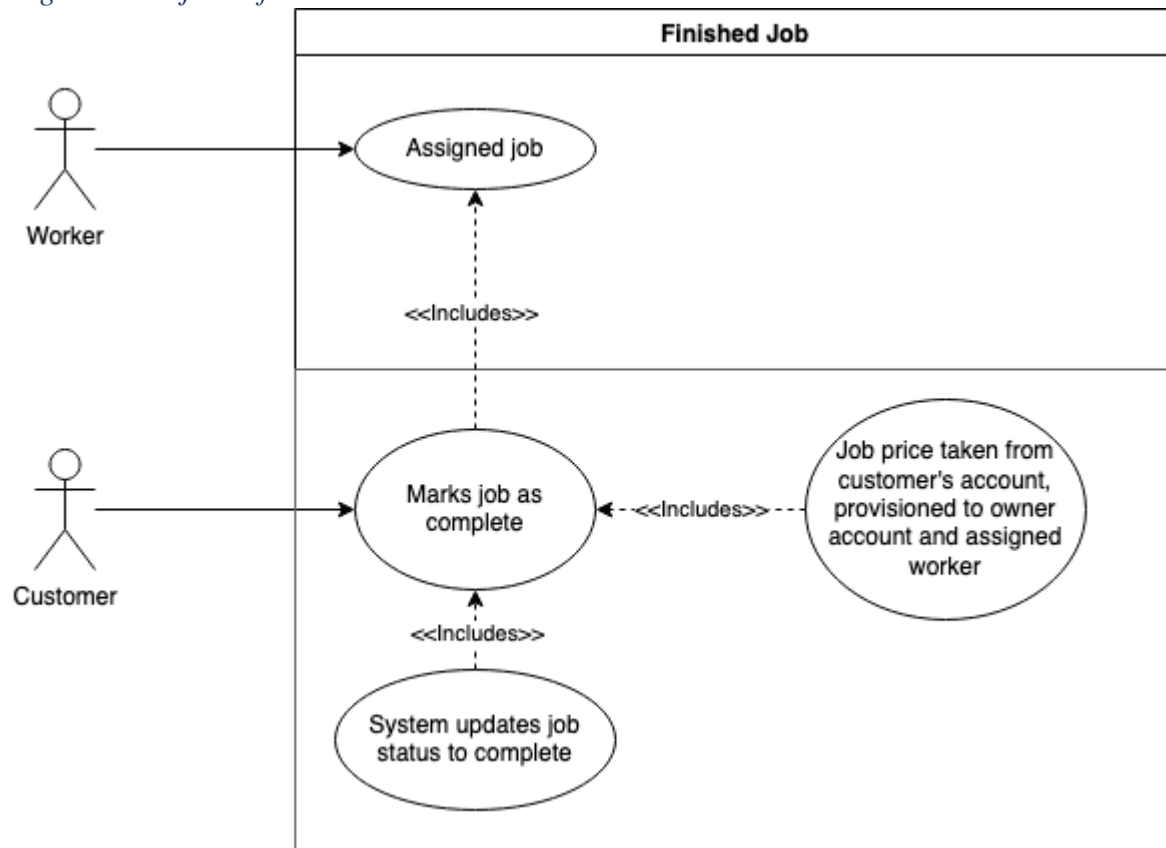 Finished Job
Assigned job
Worker
<<Includes>>
Marks job as
complete
Customer
<<Includes>>
Job price taken from
customer's account,
provisioned to owner
account and assigned
worker
<<Includes>>
System updates job
status to complete